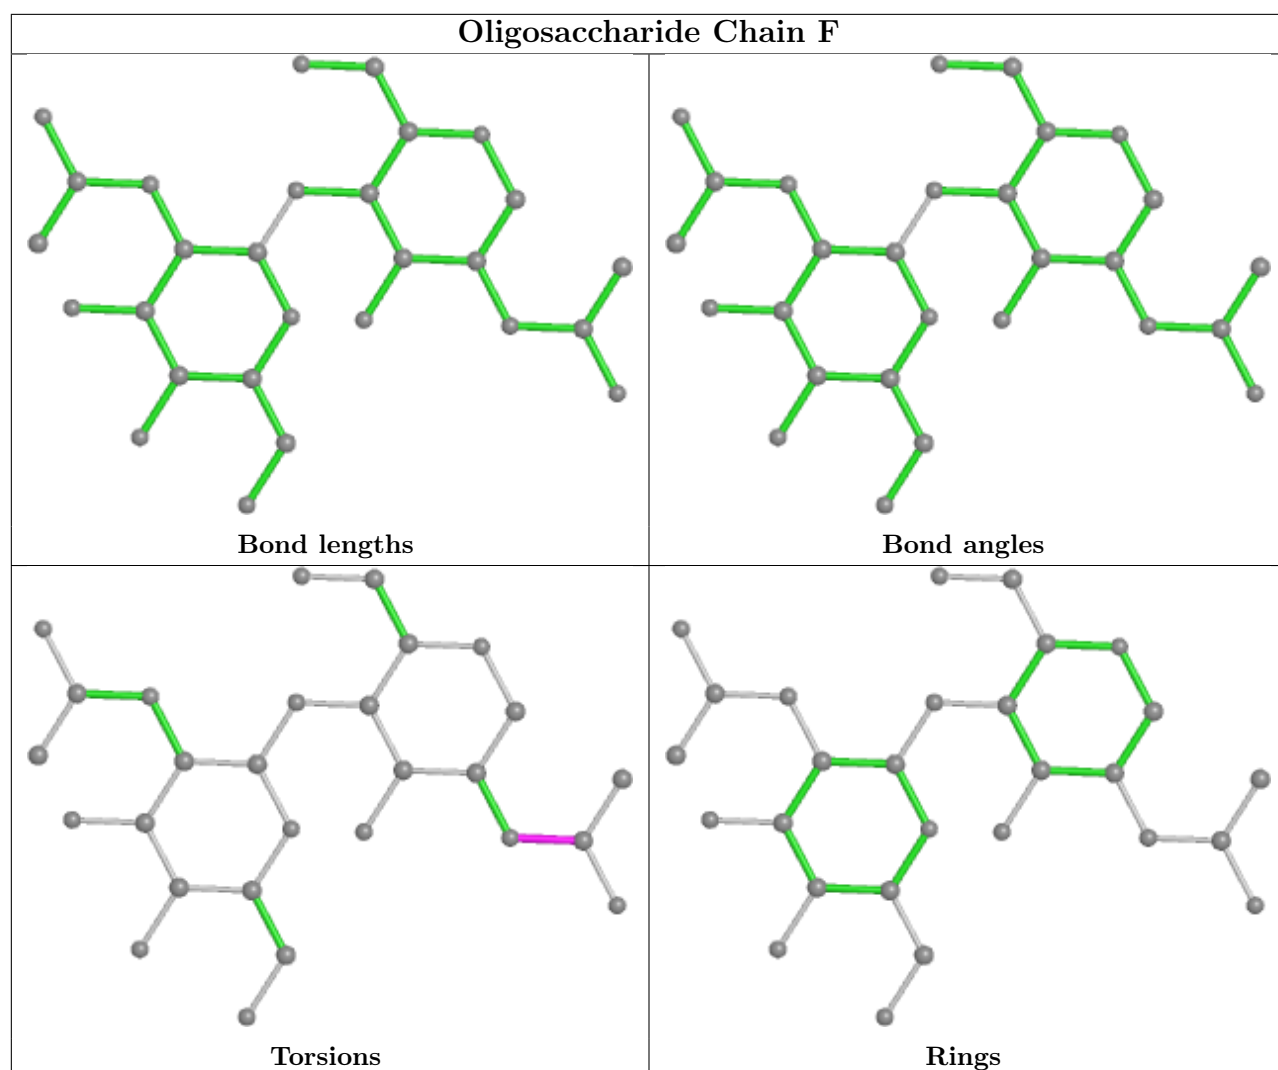 Oligosaccharide Chain F
Bond lengths
Bond angles
Torsions
Rings